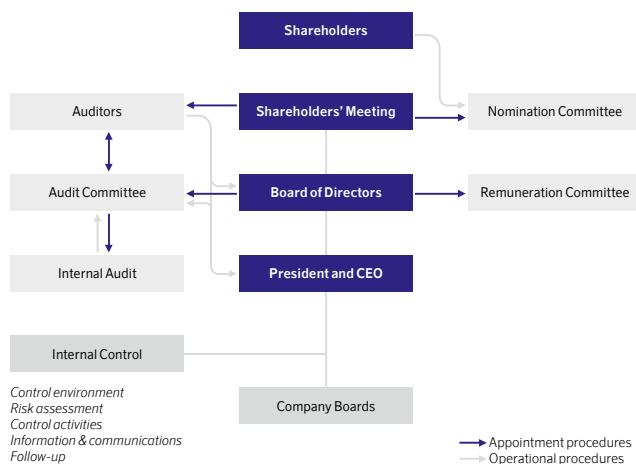 Shareholders
Auditors
Shareholders’ Meeting
Nomination Committee
Audit Committee
Board of Directors
Remuneration Committee
Internal Audit
President and CEO
Internal Control
Control environment
Risk assessment
Control activities
Information & communications
Follow-up
Company Boards
Appointment procedures
Operational procedures